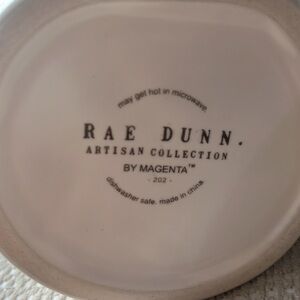 may get hot in microwave.
RAE DUNN.
ARTISAN COLLECTION
BY MAGENTA™
- 202 -
dishwasher safe. made in china.